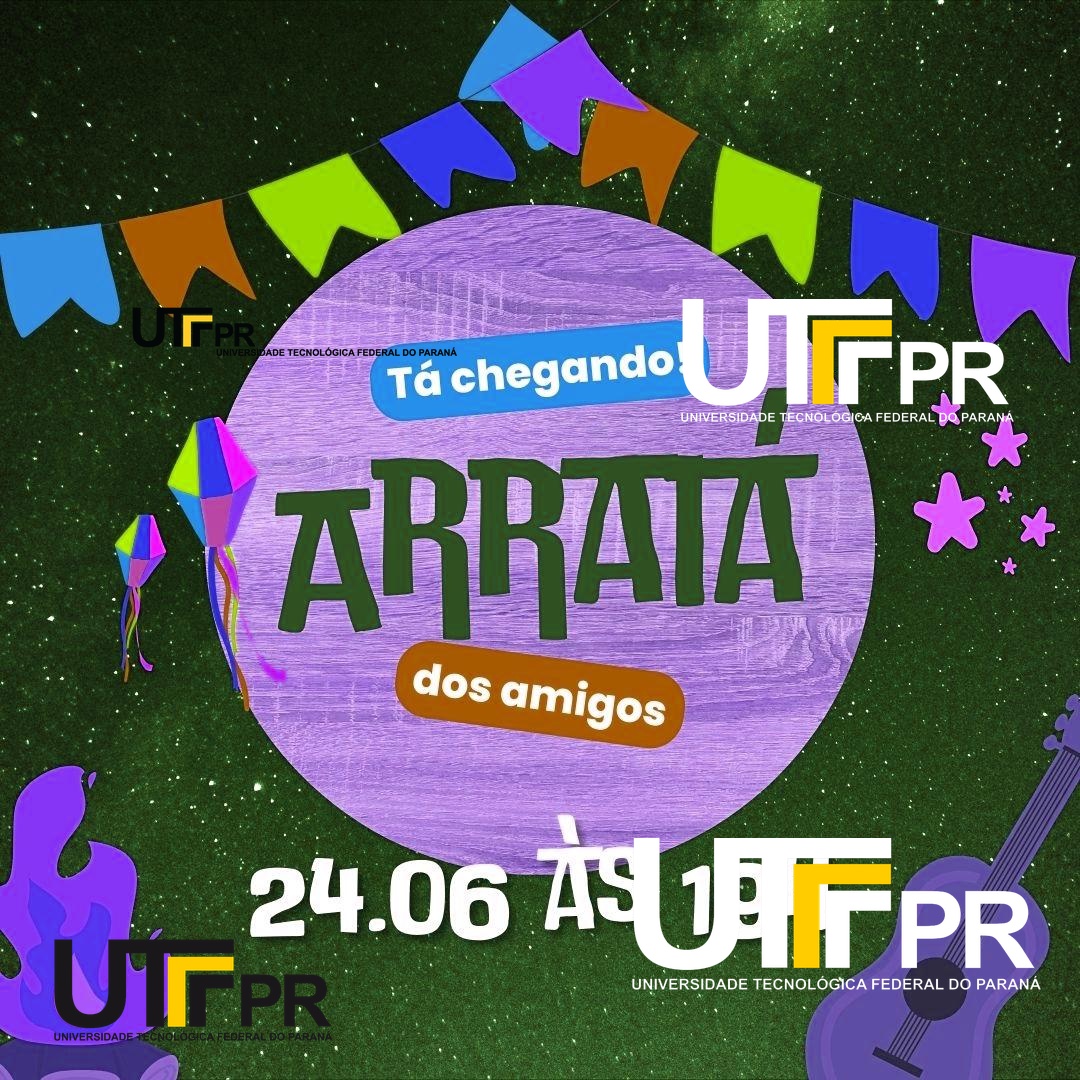 UTFPR
UNIVERSIDADE TECNOLÓGICA FEDERAL DO PARANÁ
UTFPR
UNIVERSIDADE TECNOLÓGICA FEDERAL DO PARANÁ
Tá chegando!
ARRATÁ
dos amigos
24.06 ÀS
UTFPR
UNIVERSIDADE TECNOLÓGICA FEDERAL DO PARANÁ
UTFPR
UNIVERSIDADE TECNOLÓGICA FEDERAL DO PARANÁ